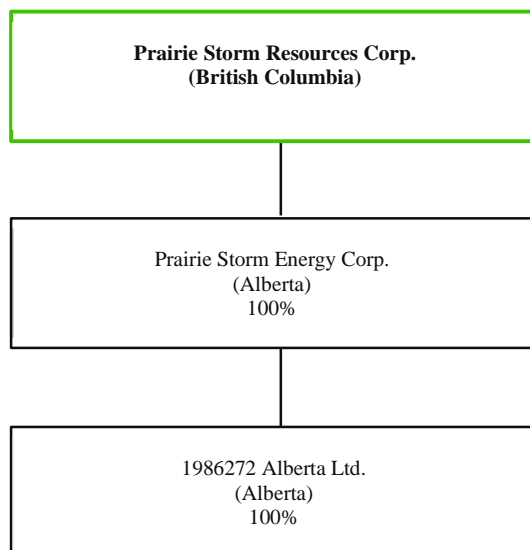 Prairie Storm Resources Corp.
(British Columbia)
Prairie Storm Energy Corp.
(Alberta)
100%
1986272 Alberta Ltd.
(Alberta)
100%